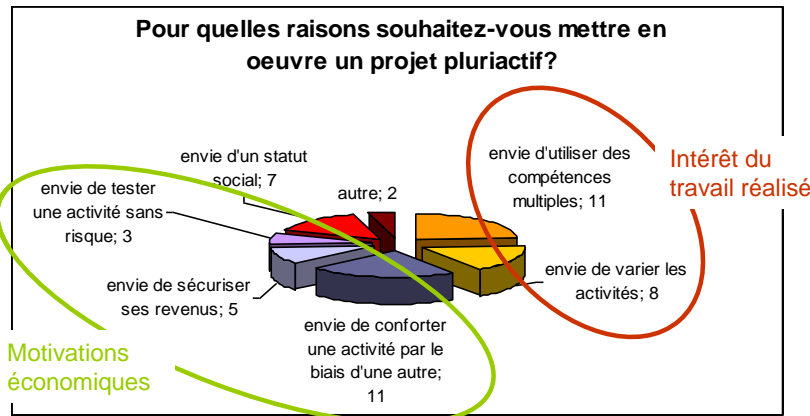 Pour quelles raisons souhaitez-vous mettre en
oeuvre un projet pluriactif?
envie d'un statut
social; 7
autre; 2
envie d'utiliser des
compétences
multiples; 11
Intérêt du
travail réalisé
envie de tester
une activité sans
risque; 3
envie de varier les
activités; 8
envie de sécuriser
ses revenus; 5
envie de conforter
une activité par le
biais d'une autre;
11
Motivations
économiques